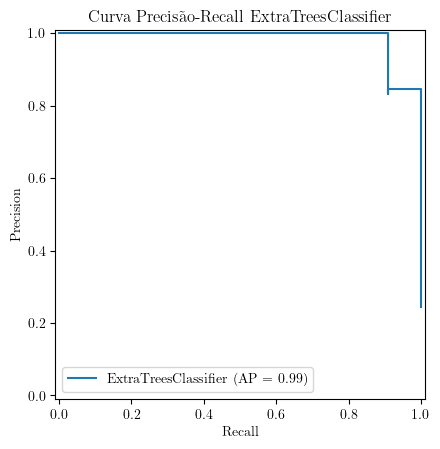 Curva Precisão-Recall ExtraTreesClassifier
1.0
0.8
0.6
0.4
0.2
0.0
Precision
ExtraTreesClassifier (AP = 0.99)
0.0 0.2 0.4 0.6 0.8 1.0
Recall